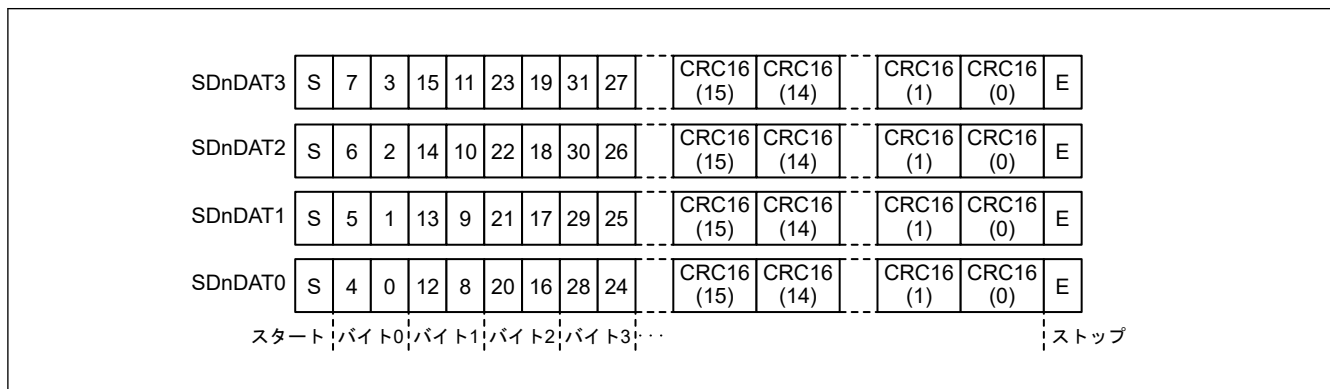 SDnDAT3 S 7 3 15 11 23 19 31 27 CRC16 (15) CRC16 (14) CRC16 (1) CRC16 (0) E
SDnDAT2 S 6 2 14 10 22 18 30 26 CRC16 (15) CRC16 (14) CRC16 (1) CRC16 (0) E
SDnDAT1 S 5 1 13 9 21 17 29 25 CRC16 (15) CRC16 (14) CRC16 (1) CRC16 (0) E
SDnDAT0 S 4 0 12 8 20 16 28 24 CRC16 (15) CRC16 (14) CRC16 (1) CRC16 (0) E
スタート バイト0 バイト1 バイト2 バイト3 ··· ストップ